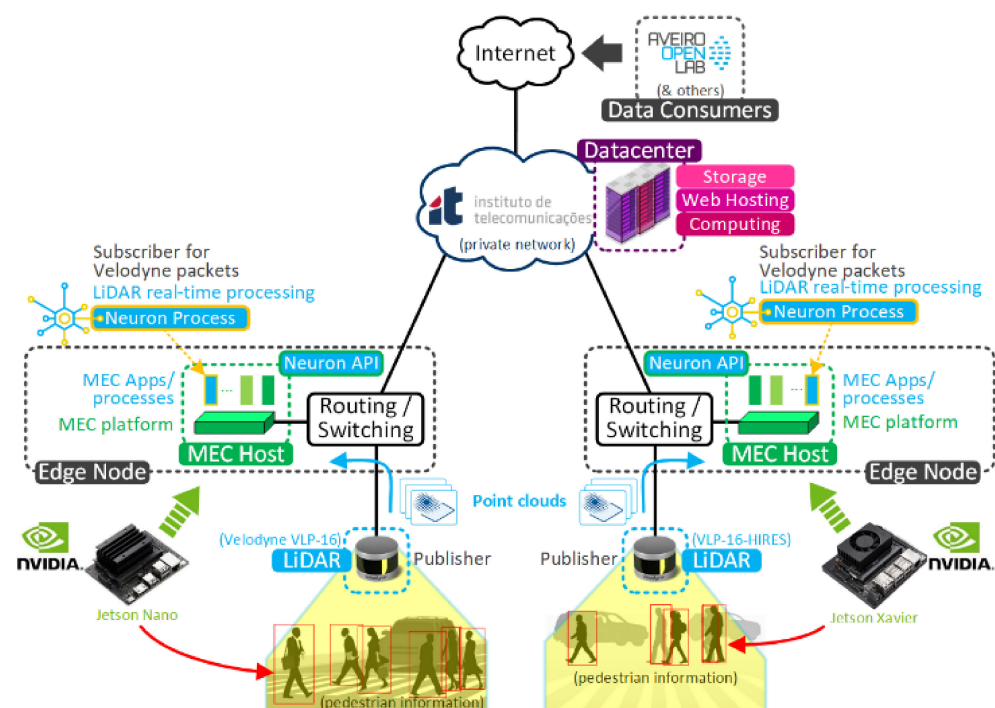 Internet
AVEIRO
OPEN
LAB
(& others)
Data Consumers
Datacenter
Storage
Web Hosting
Computing
it
instituto de
telecomunicações
(private network)
Subscriber for
Velodyne packets
LiDAR real-time processing
Neuron Process
Subscriber for
Velodyne packets
LiDAR real-time processing
Neuron Process
Neuron API
MEC Apps/
processes
...
MEC platform
MEC Host
Routing /
Switching
Edge Node
Neuron API
MEC Apps/
processes
...
MEC platform
MEC Host
Routing /
Switching
Edge Node
Point clouds
NVIDIA.
Jetson Nano
(Velodyne VLP-16)
LiDAR
Publisher
Publisher
(VLP-16-HIRES)
LiDAR
NVIDIA.
Jetson Xavier
(pedestrian information)
(pedestrian information)